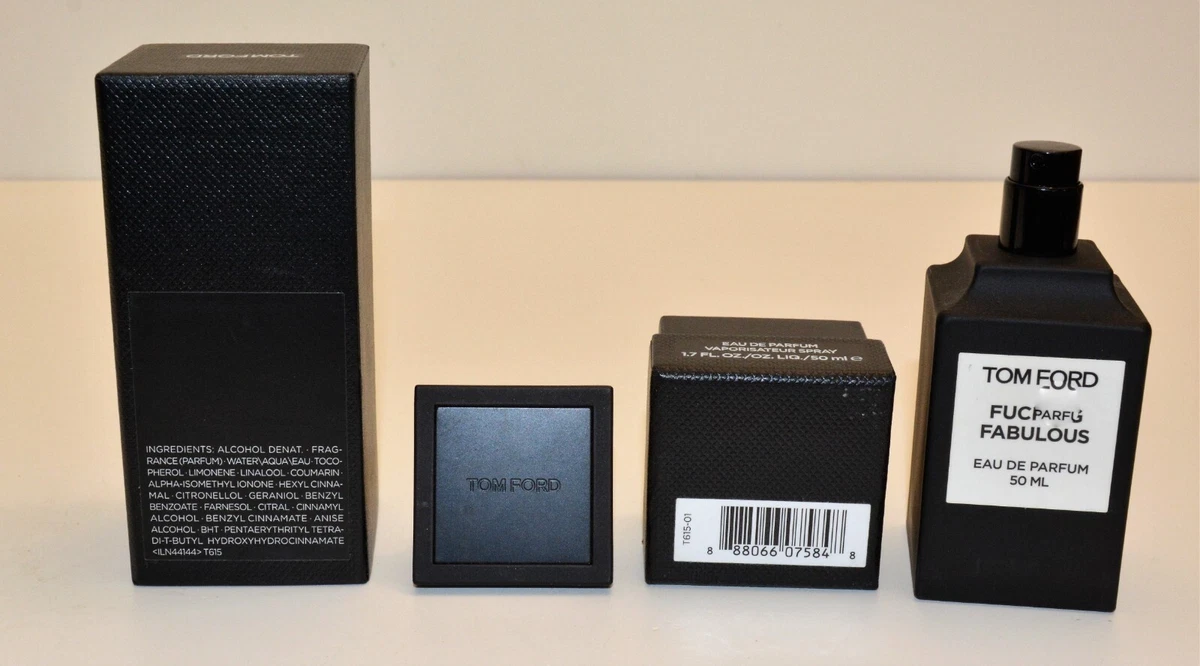 TOM FORD
INGREDIENTS: ALCOHOL DENAT. · FRAG-
RANCE (PARFUM) · WATER\AQUA\EAU · TOCO-
PHEROL · LIMONENE · LINALOOL · COUMARIN ·
ALPHA-ISOMETHYL IONONE · HEXYL CINNA-
MAL · CITRONELLOL · GERANIOL · BENZYL
BENZOATE · FARNESOL · CITRAL · CINNAMYL
ALCOHOL · BENZYL CINNAMATE · ANISE
ALCOHOL · BHT · PENTAERYTHRITYL TETRA-
DI-T-BUTYL HYDROXYHYDROCINNAMATE
<ILN44144> T615
TOM FORD
EAU DE PARFUM
VAPORISATEUR SPRAY
1.7 FL. OZ./OZ. LIQ./50 ml e
T615-01
8 88066 07584 8
TOM FORD
FUC PARFU G
FABULOUS
EAU DE PARFUM
50 ML